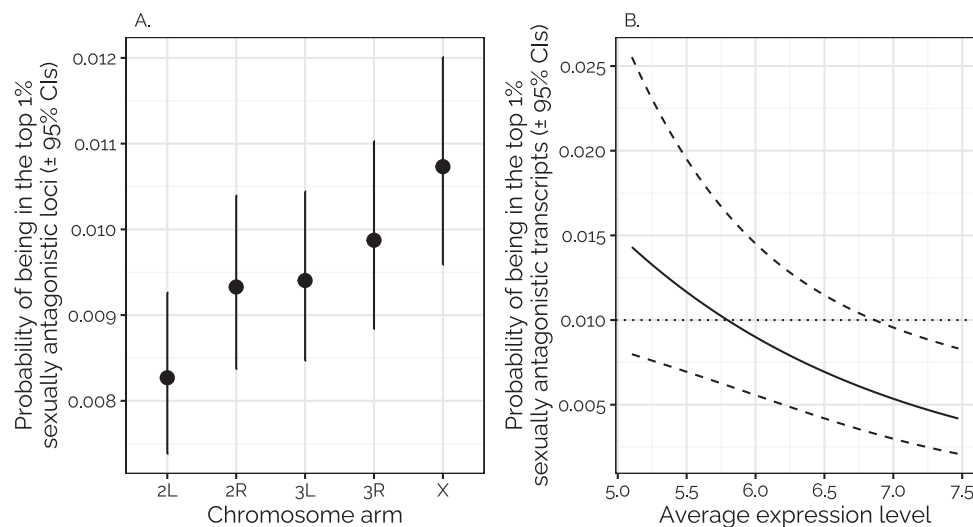 A.
Probability of being in the top 1%
sexually antagonistic loci (± 95% CIs)
0.012
0.011
0.010
0.009
0.008
2L
2R
3L
3R
X
Chromosome arm
B.
Probability of being in the top 1%
sexually antagonistic transcripts (± 95% CIs)
0.025
0.020
0.015
0.010
0.005
5.0
5.5
6.0
6.5
7.0
7.5
Average expression level